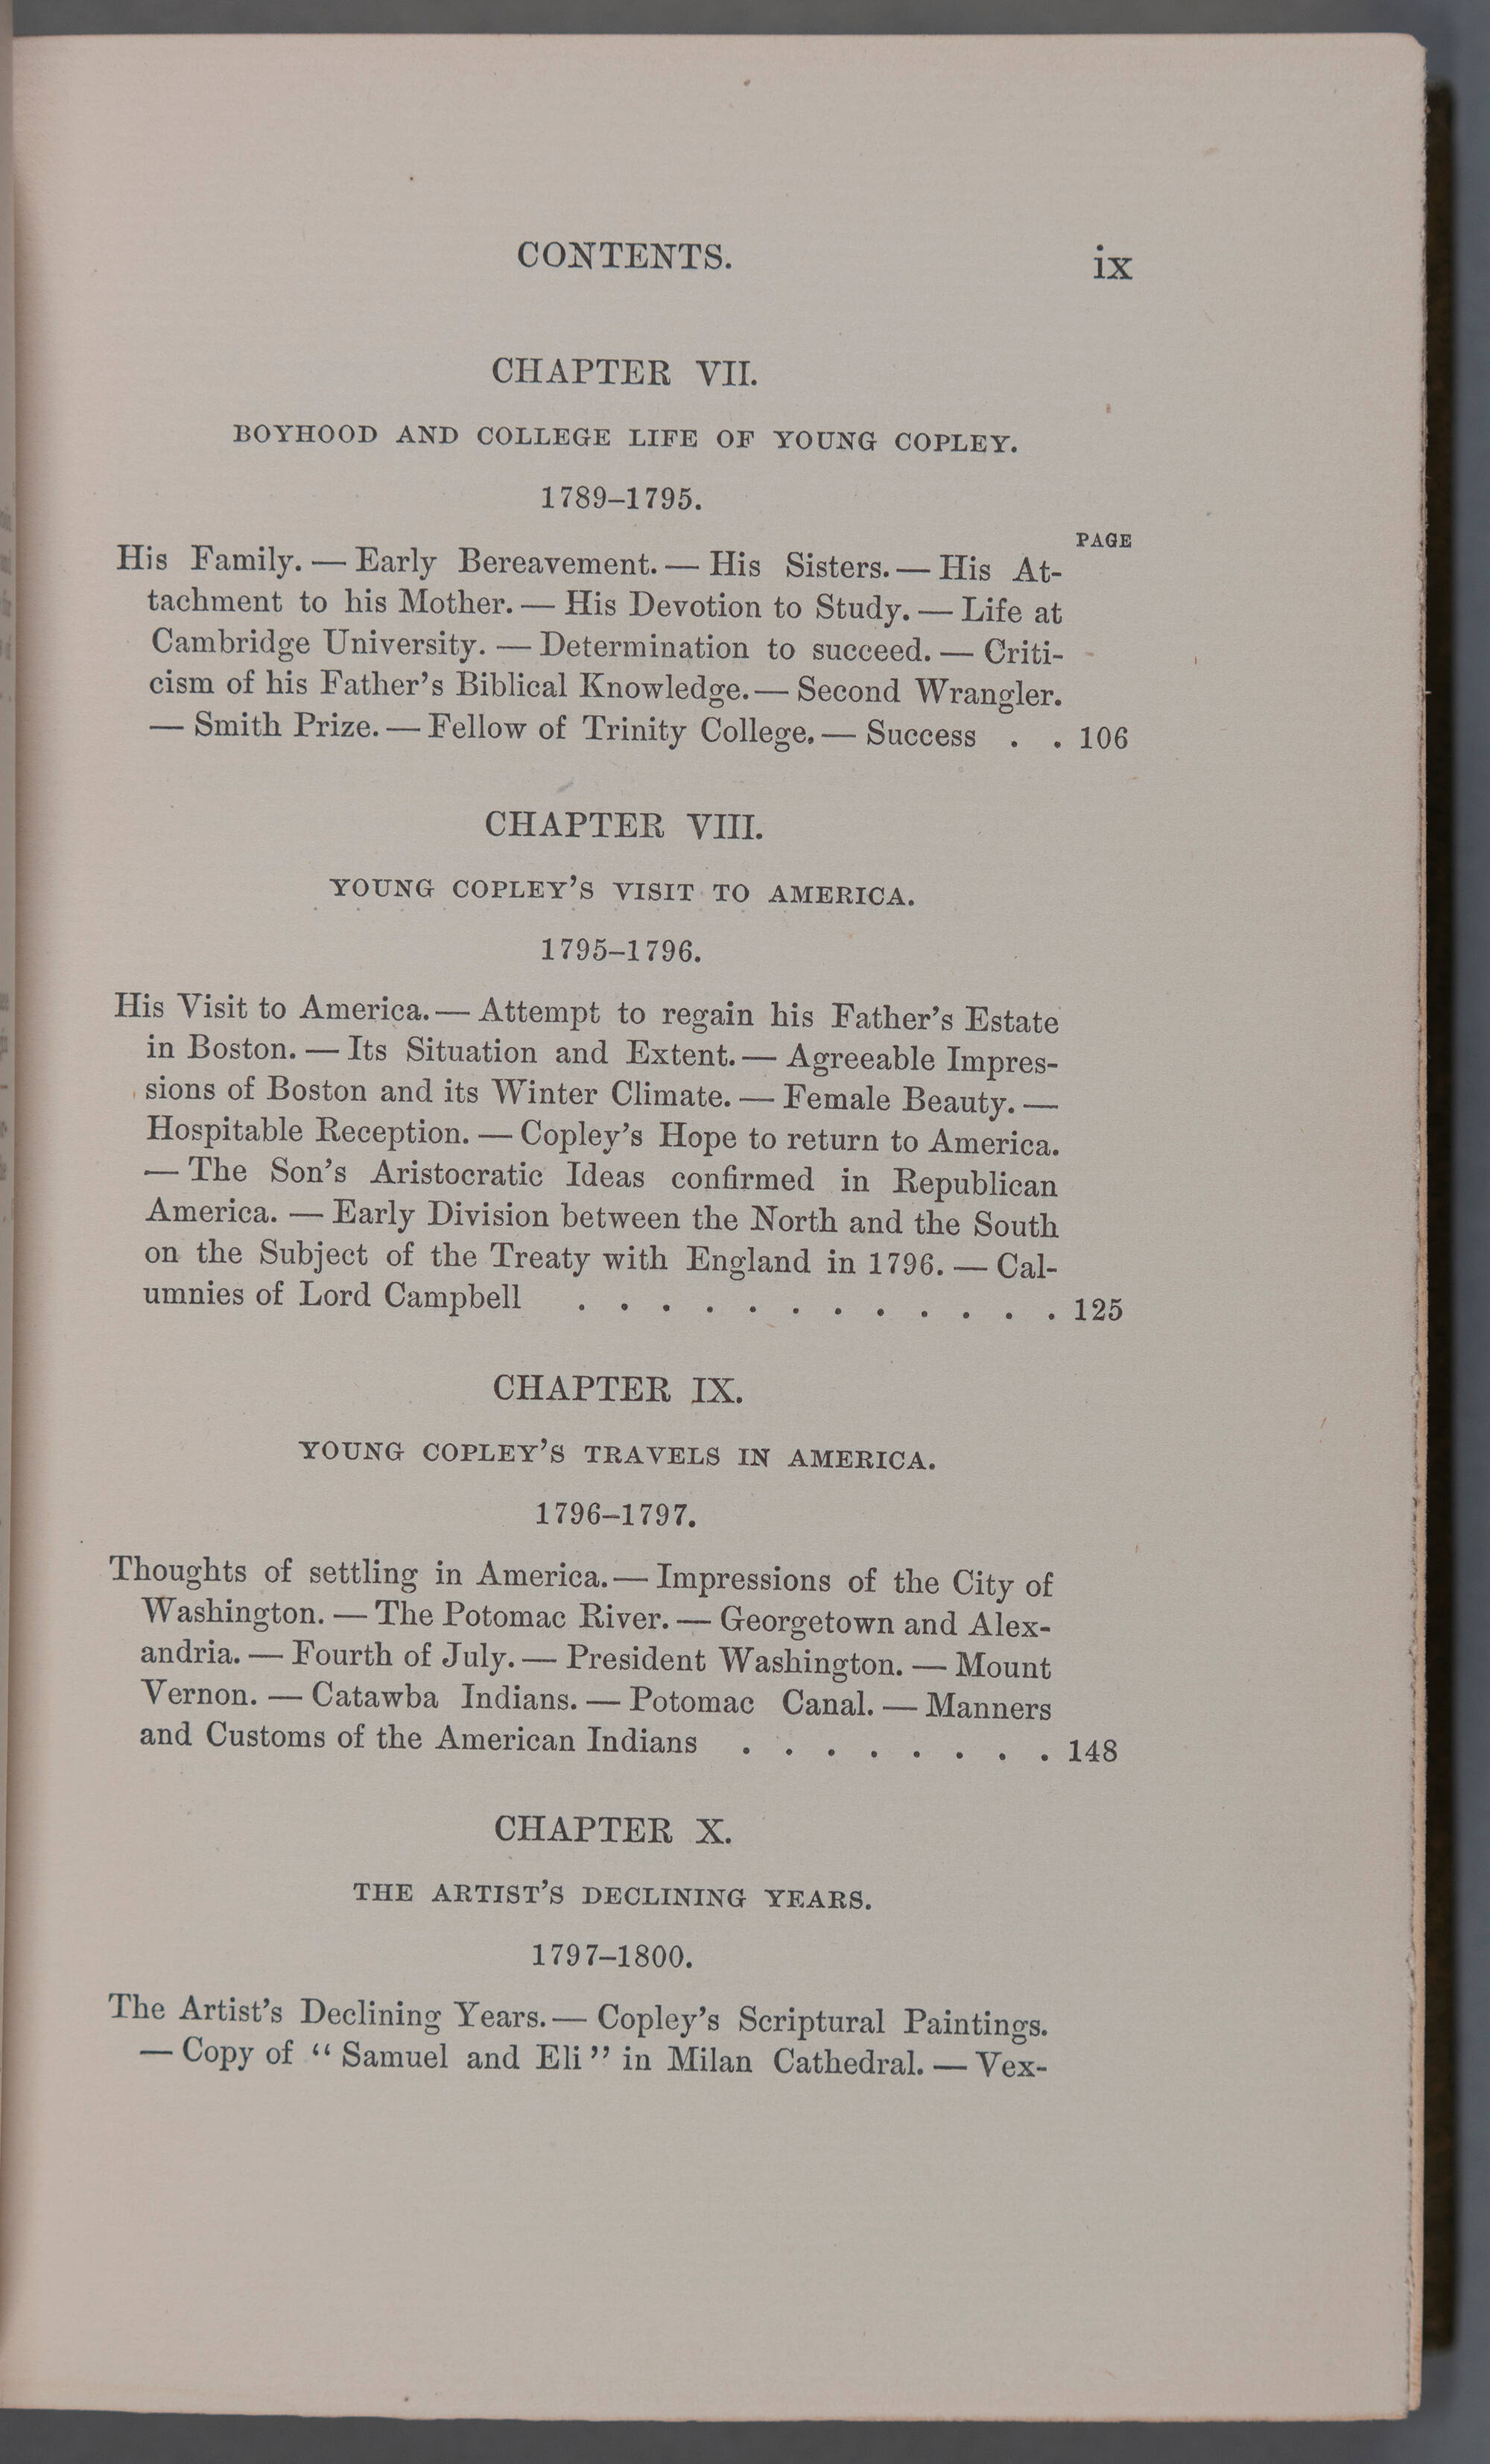 CONTENTS. ix
CHAPTER VII.
BOYHOOD AND COLLEGE LIFE OF YOUNG COPLEY.
1789–1795.
PAGE
His Family. — Early Bereavement. — His Sisters. — His At-
tachment to his Mother. — His Devotion to Study. — Life at
Cambridge University. — Determination to succeed. — Criti-
cism of his Father's Biblical Knowledge. — Second Wrangler.
— Smith Prize. — Fellow of Trinity College. — Success . . 106
CHAPTER VIII.
YOUNG COPLEY'S VISIT TO AMERICA.
1795–1796.
His Visit to America. — Attempt to regain his Father's Estate
in Boston. — Its Situation and Extent. — Agreeable Impres-
sions of Boston and its Winter Climate. — Female Beauty. —
Hospitable Reception. — Copley's Hope to return to America.
— The Son's Aristocratic Ideas confirmed in Republican
America. — Early Division between the North and the South
on the Subject of the Treaty with England in 1796. — Cal-
umnies of Lord Campbell . . . . . . . . . . . . 125
CHAPTER IX.
YOUNG COPLEY'S TRAVELS IN AMERICA.
1796–1797.
Thoughts of settling in America. — Impressions of the City of
Washington. — The Potomac River. — Georgetown and Alex-
andria. — Fourth of July. — President Washington. — Mount
Vernon. — Catawba Indians. — Potomac Canal. — Manners
and Customs of the American Indians . . . . . . . . 148
CHAPTER X.
THE ARTIST'S DECLINING YEARS.
1797–1800.
The Artist's Declining Years. — Copley's Scriptural Paintings.
— Copy of “Samuel and Eli” in Milan Cathedral. — Vex-